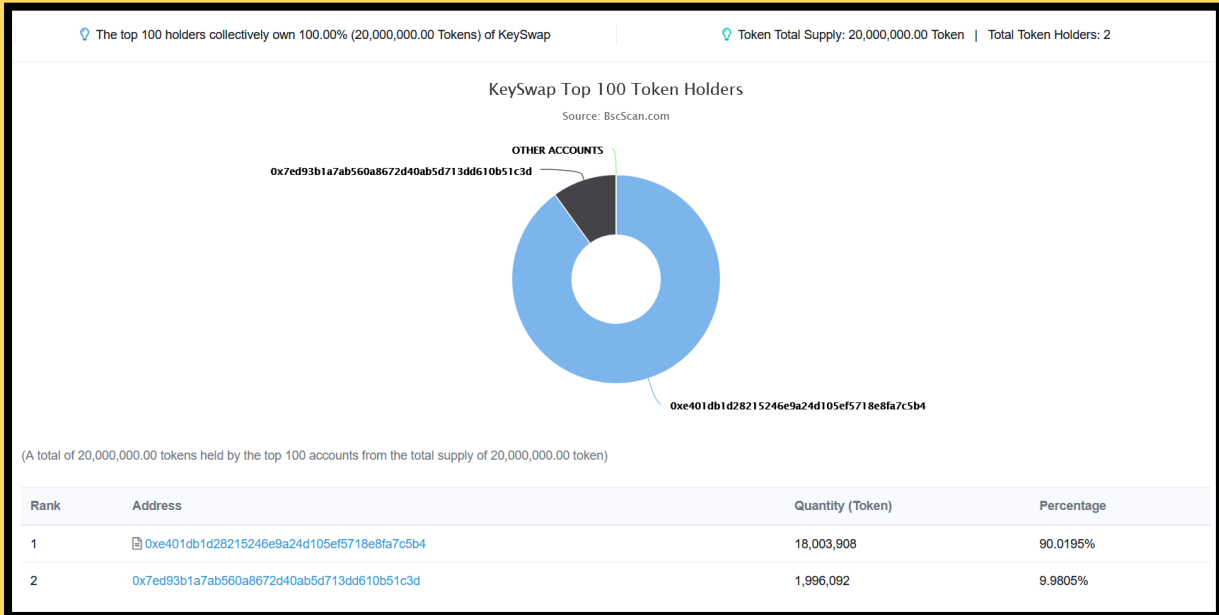 The top 100 holders collectively own 100.00% (20,000,000.00 Tokens) of KeySwap
Token Total Supply: 20,000,000.00 Token | Total Token Holders: 2
KeySwap Top 100 Token Holders
Source: BscScan.com
OTHER ACCOUNTS
0x7ed93b1a7ab560a8672d40ab5d713dd610b51c3d
0xe401db1d28215246e9a24d105ef5718e8fa7c5b4
(A total of 20,000,000.00 tokens held by the top 100 accounts from the total supply of 20,000,000.00 token)
Rank Address Quantity (Token) Percentage
1 0xe401db1d28215246e9a24d105ef5718e8fa7c5b4 18,003,908 90.0195%
2 0x7ed93b1a7ab560a8672d40ab5d713dd610b51c3d 1,996,092 9.9805%